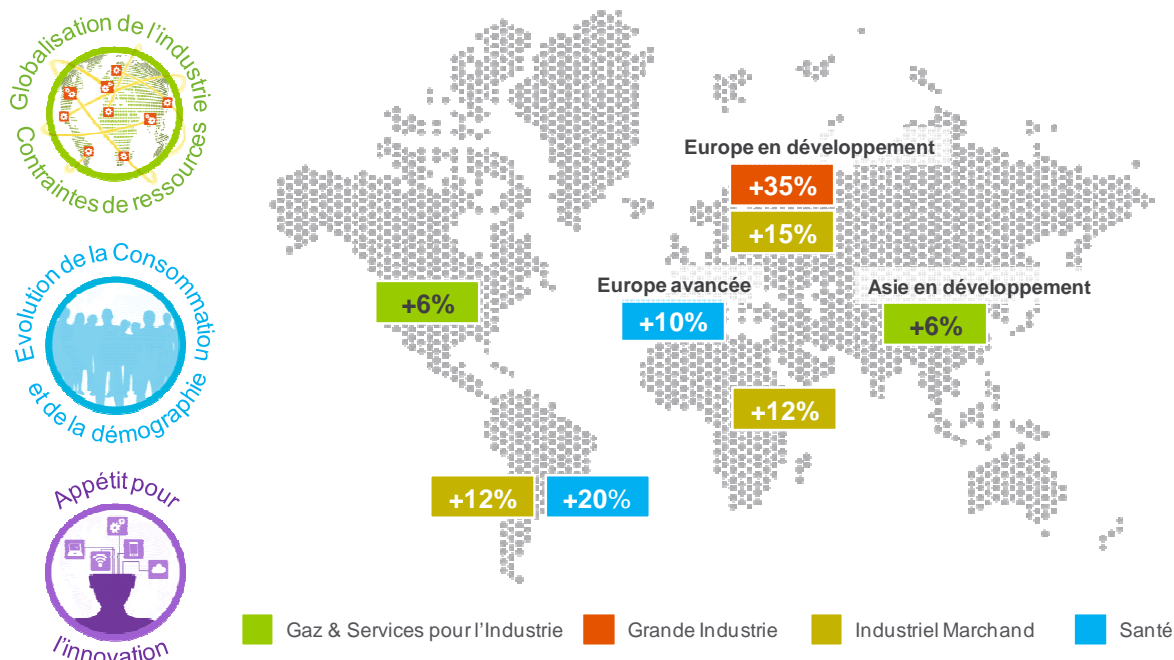 Globalisation de l'industrie
Contraintes de ressources
Evolution de la Consommation
et de la démographie
Appétit pour
l'innovation
Europe en développement
+35%
+15%
Europe avancée
+10%
Asie en développement
+6%
+6%
+12%
+12%
+20%
Gaz & Services pour l'Industrie
Grande Industrie
Industriel Marchand
Santé